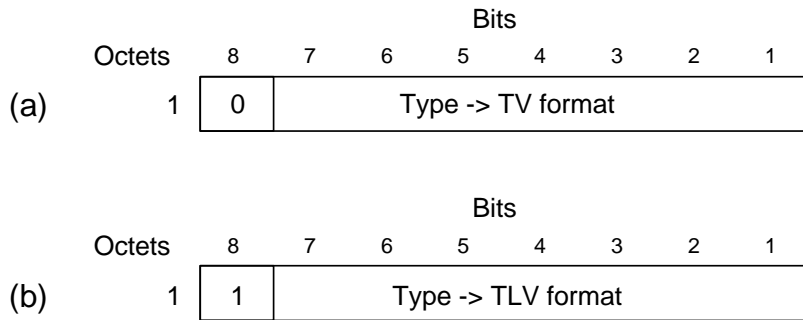 Bits
Octets 8 7 6 5 4 3 2 1
(a) 1 0 Type -> TV format
Bits
Octets 8 7 6 5 4 3 2 1
(b) 1 1 Type -> TLV format